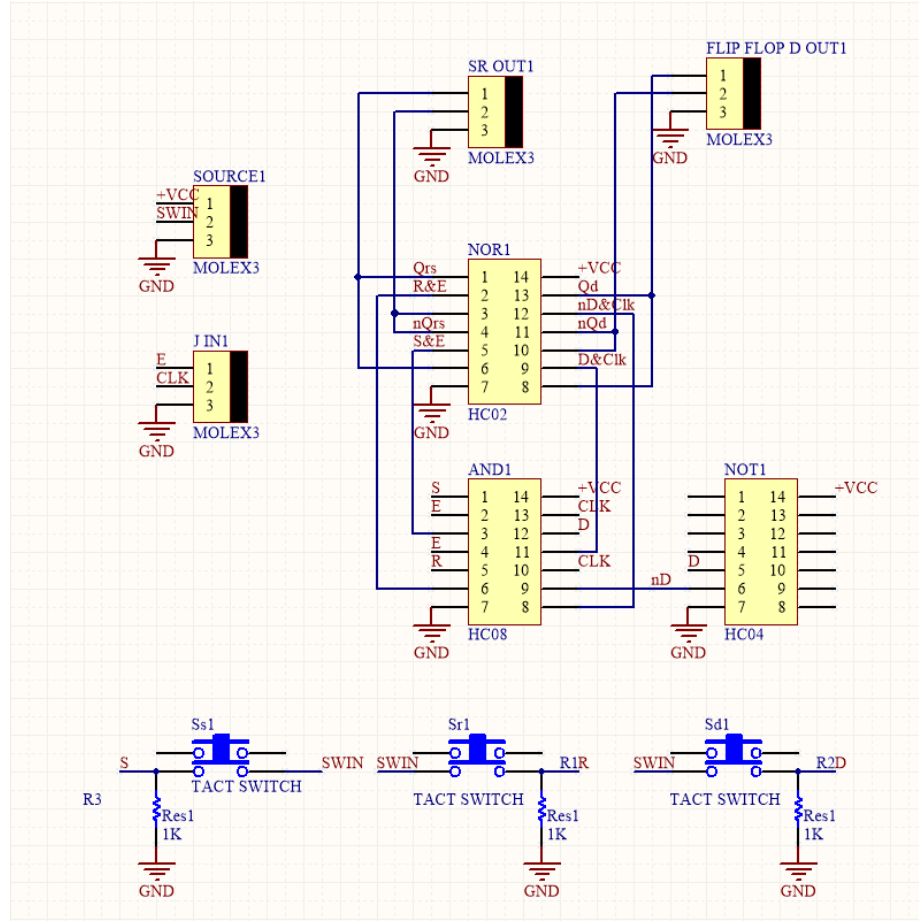 FLIP FLOP D OUT1
1
2
3
MOLEX3
GND
SR OUT1
1
2
3
MOLEX3
GND
SOURCE1
+VCC
SWIN
1
2
3
MOLEX3
GND
J IN1
E
CLK
1
2
3
MOLEX3
GND
NOR1
Qrs 1 14 +VCC
R&E 2 13 Qd
3 12 nD&Clk
nQrs 4 11 nQd
S&E 5 10
6 9 D&Clk
7 8
GND
HC02
AND1
S 1 14 +VCC
E 2 13 CLK
3 12 D
E 4 11
R 5 10 CLK
6 9 nD
7 8
GND
HC08
NOT1
1 14 +VCC
2 13
3 12
4 11
D 5 10
6 9
7 8
GND
HC04
Ss1
S
SWIN
TACT SWITCH
R3
Res1
1K
GND
Sr1
SWIN
R1R
TACT SWITCH
Res1
1K
GND
Sd1
SWIN
R2D
TACT SWITCH
Res1
1K
GND